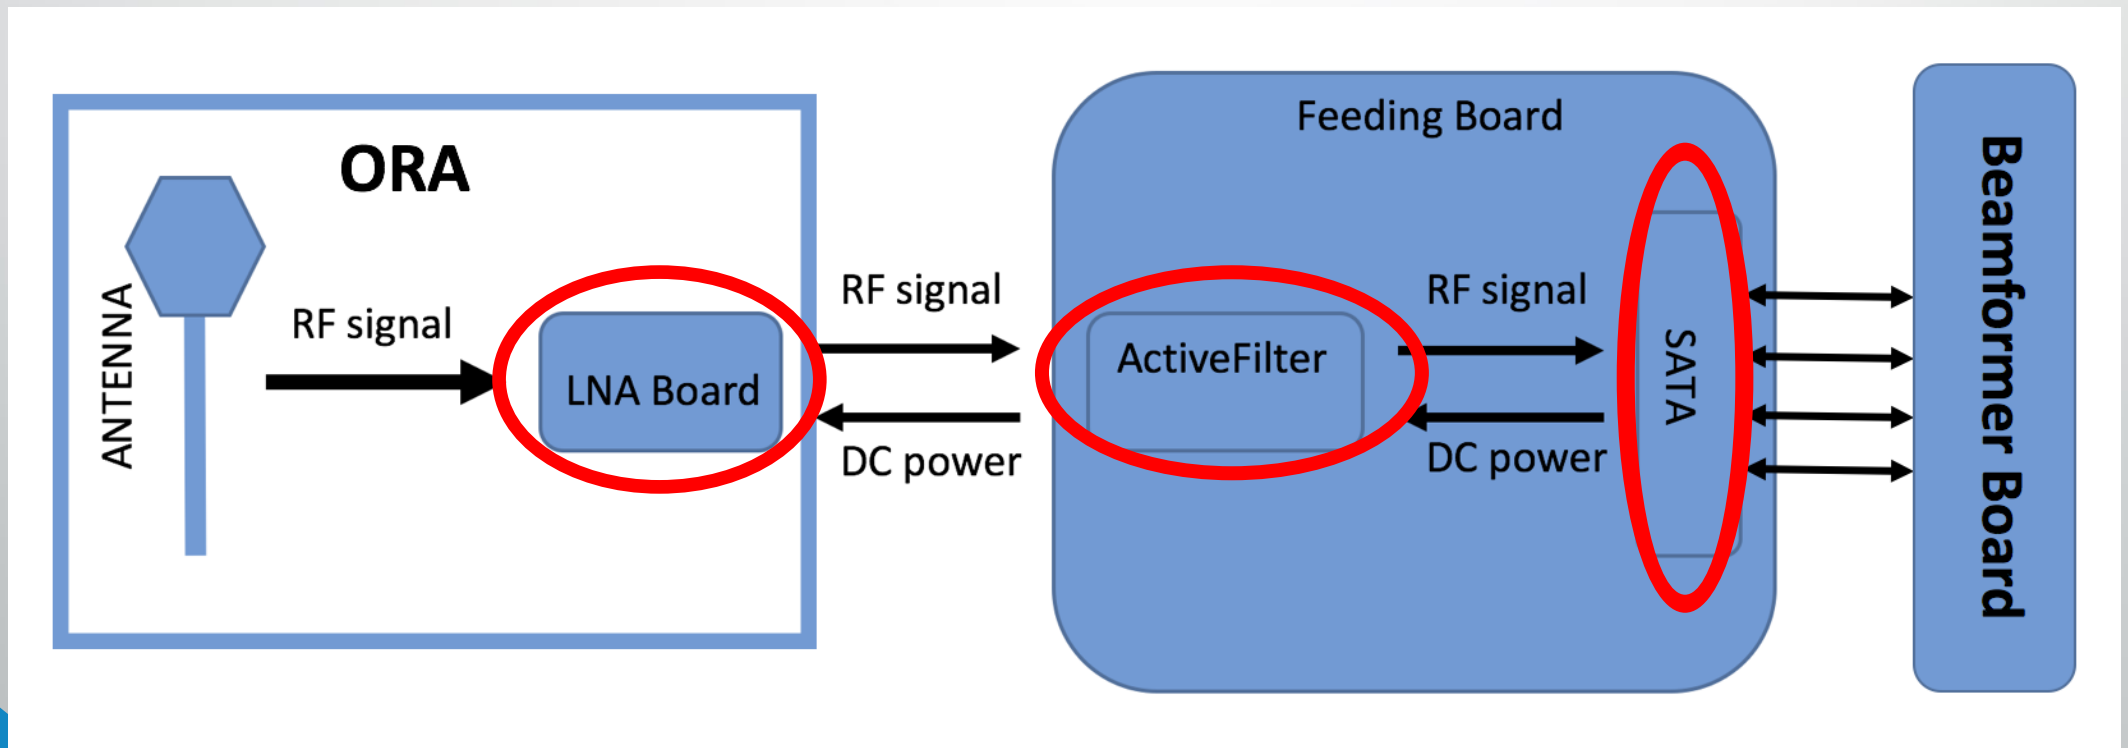 ORA
ANTENNA
RF signal
LNA Board
RF signal
DC power
Feeding Board
ActiveFilter
RF signal
DC power
SATA
Beamformer Board